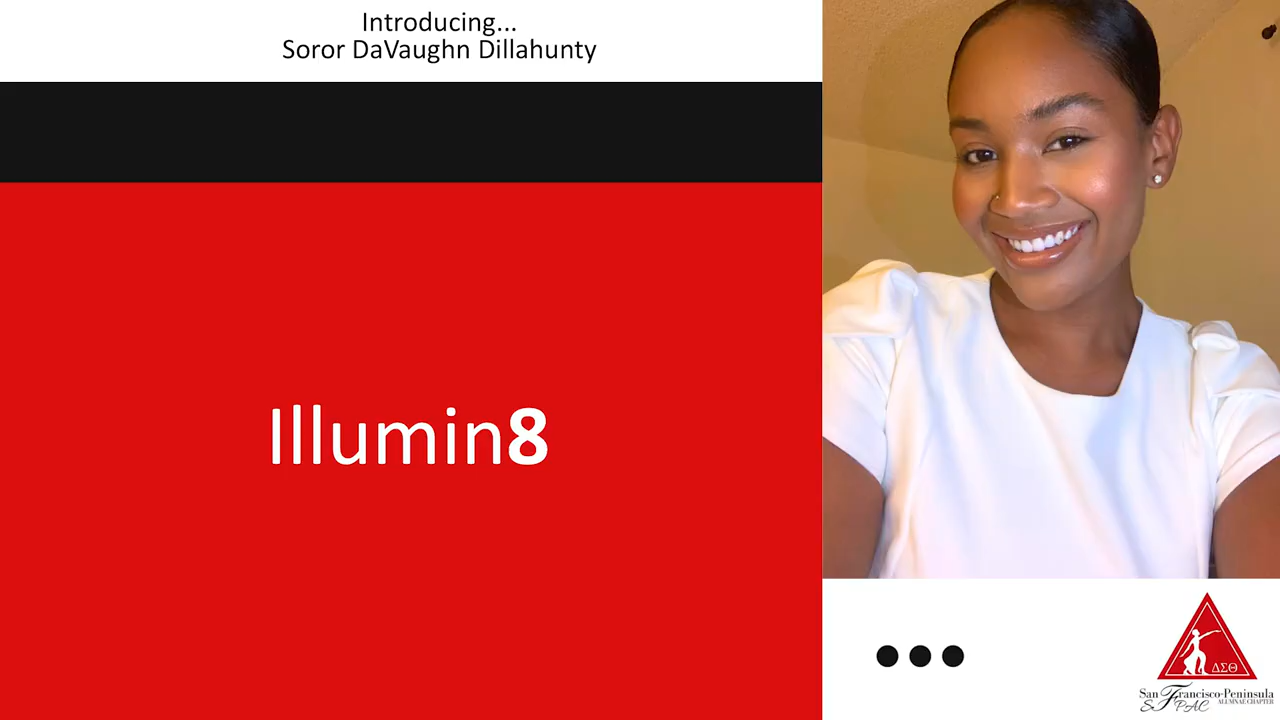 Introducing...
Soror DaVaughn Dillahunty
Illumin8
ΔΣΘ
San Francisco-Peninsula
ALUMNAE CHAPTER
SFPAC